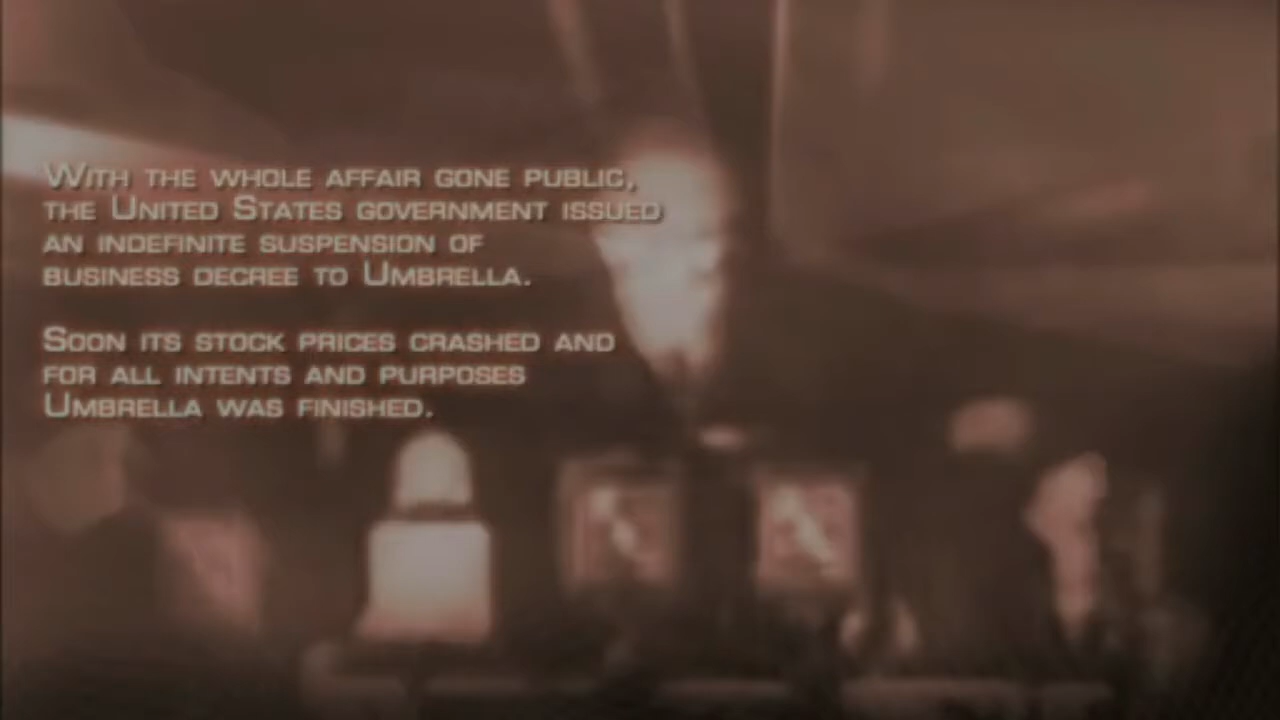 With the whole affair gone public,
the United States government issued
an indefinite suspension of
business decree to Umbrella.
Soon its stock prices crashed and
for all intents and purposes
Umbrella was finished.